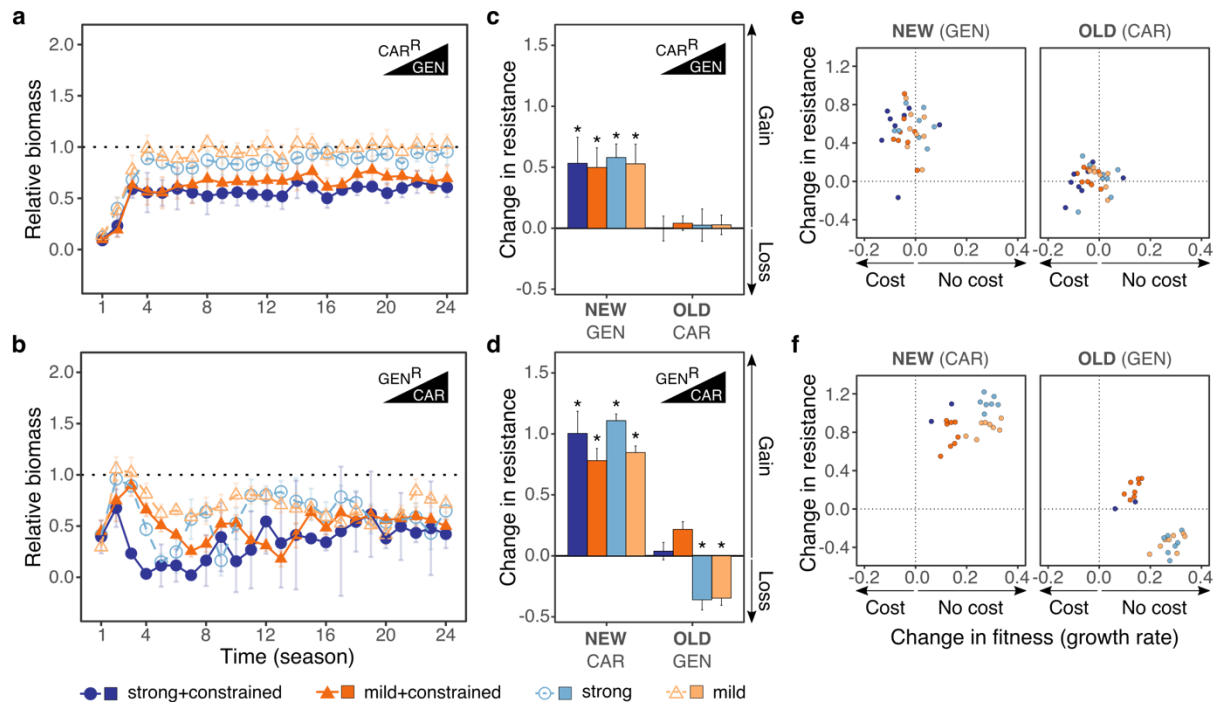 a
Relative biomass
2.0
1.5
1.0
0.5
0.0
1 4 8 12 16 20 24
CAR^R
GEN
c
Change in resistance
1.5
1.0
0.5
0.0
-0.5
CAR^R
GEN
* * * *
Gain
Loss
NEW OLD
GEN CAR
e
NEW (GEN) OLD (CAR)
Change in resistance
1.2
0.8
0.4
0.0
-0.4
-0.2 0.0 0.2 0.4 -0.2 0.0 0.2 0.4
Cost No cost Cost No cost
b
Relative biomass
2.0
1.5
1.0
0.5
0.0
1 4 8 12 16 20 24
Time (season)
GEN^R
CAR
d
Change in resistance
1.5
1.0
0.5
0.0
-0.5
GEN^R
CAR
* * * *
* *
Gain
Loss
NEW OLD
CAR GEN
f
NEW (CAR) OLD (GEN)
Change in resistance
1.2
0.8
0.4
0.0
-0.4
-0.2 0.0 0.2 0.4 -0.2 0.0 0.2 0.4
Cost No cost Cost No cost
Change in fitness (growth rate)
strong+constrained mild+constrained strong mild